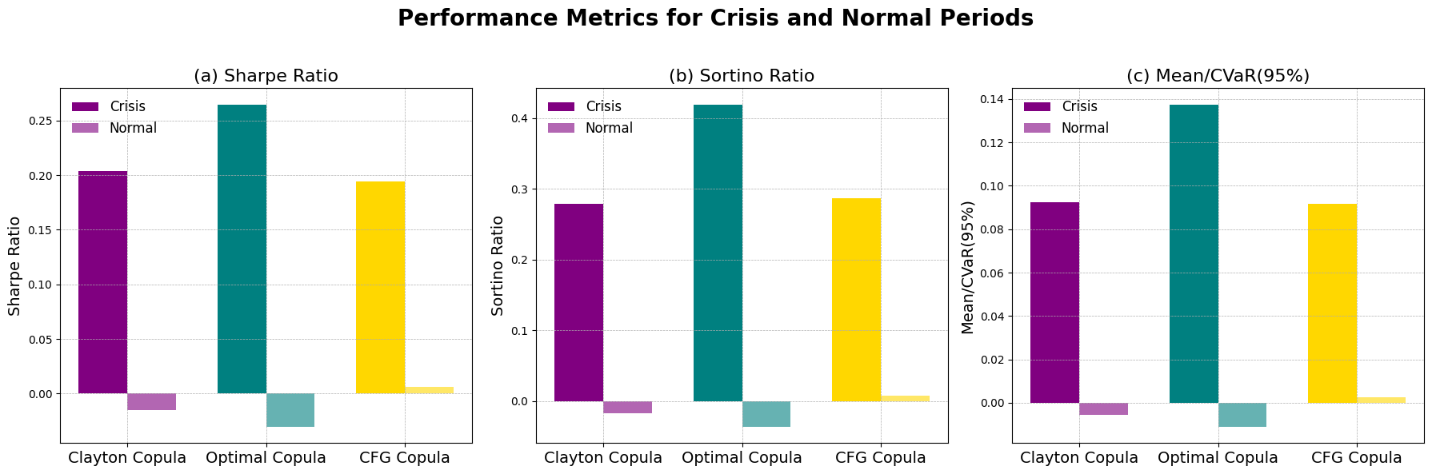 Performance Metrics for Crisis and Normal Periods
(a) Sharpe Ratio
Crisis
Normal
Sharpe Ratio
0.25
0.20
0.15
0.10
0.05
0.00
Clayton Copula Optimal Copula CFG Copula
(b) Sortino Ratio
Crisis
Normal
Sortino Ratio
0.4
0.3
0.2
0.1
0.0
Clayton Copula Optimal Copula CFG Copula
(c) Mean/CVaR(95%)
Crisis
Normal
Mean/CVaR(95%)
0.14
0.12
0.10
0.08
0.06
0.04
0.02
0.00
Clayton Copula Optimal Copula CFG Copula